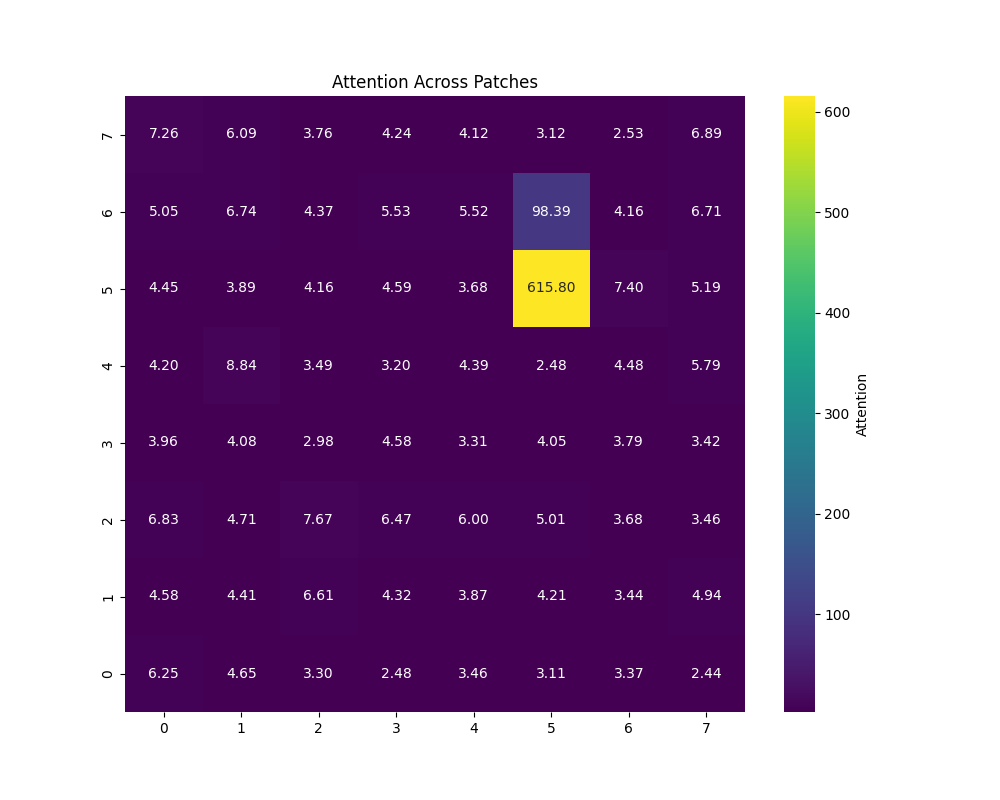 Attention Across Patches
7 7.26 6.09 3.76 4.24 4.12 3.12 2.53 6.89
6 5.05 6.74 4.37 5.53 5.52 98.39 4.16 6.71
5 4.45 3.89 4.16 4.59 3.68 615.80 7.40 5.19
4 4.20 8.84 3.49 3.20 4.39 2.48 4.48 5.79
3 3.96 4.08 2.98 4.58 3.31 4.05 3.79 3.42
2 6.83 4.71 7.67 6.47 6.00 5.01 3.68 3.46
1 4.58 4.41 6.61 4.32 3.87 4.21 3.44 4.94
0 6.25 4.65 3.30 2.48 3.46 3.11 3.37 2.44
0 1 2 3 4 5 6 7
600
500
400
300
200
100
Attention